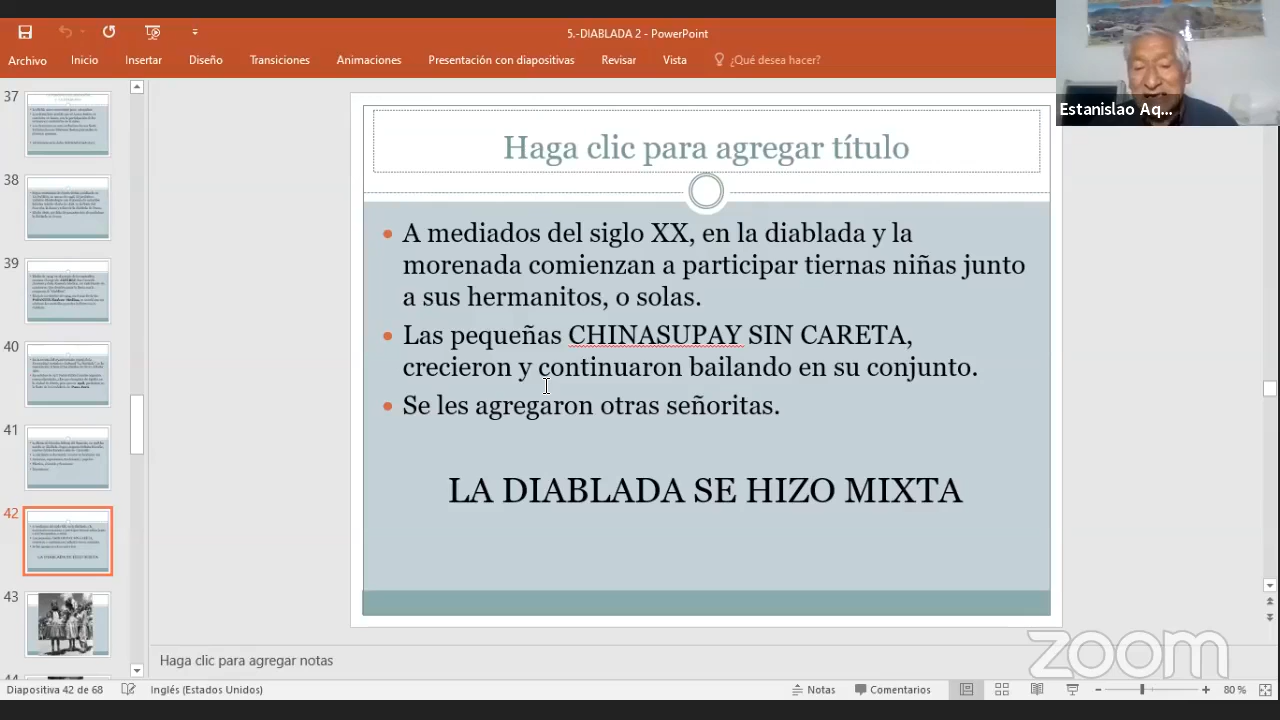 5.-DIABLADA 2 - PowerPoint
Archivo
Inicio
Insertar
Diseño
Transiciones
Animaciones
Presentación con diapositivas
Revisar
Vista
¿Qué desea hacer?
Estanislao Aq...
37
38
39
40
41
42
43
Haga clic para agregar título
A mediados del siglo XX, en la diablada y la
morenada comienzan a participar tiernas niñas junto
a sus hermanitos, o solas.
Las pequeñas CHINASUPAY SIN CARETA,
crecieron y continuaron bailando en su conjunto.
Se les agregaron otras señoritas.
LA DIABLADA SE HIZO MIXTA
zoom
Haga clic para agregar notas
Diapositiva 42 de 68
Inglés (Estados Unidos)
Notas
Comentarios
80 %